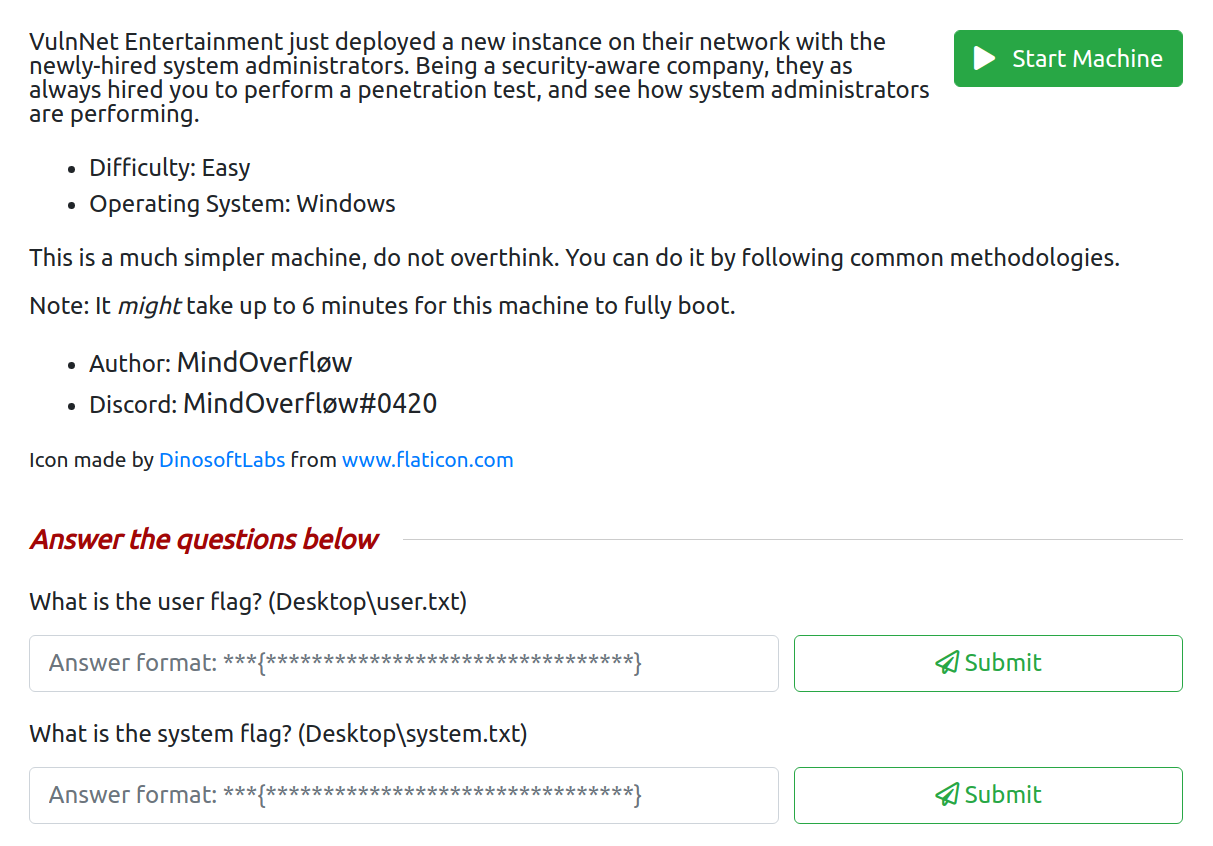 VulnNet Entertainment just deployed a new instance on their network with the
newly-hired system administrators. Being a security-aware company, they as
always hired you to perform a penetration test, and see how system administrators
are performing.
Start Machine
Difficulty: Easy
Operating System: Windows
This is a much simpler machine, do not overthink. You can do it by following common methodologies.
Note: It might take up to 6 minutes for this machine to fully boot.
Author: MindOverfløw
Discord: MindOverfløw#0420
Icon made by DinosoftLabs from www.flaticon.com
Answer the questions below
What is the user flag? (Desktop\user.txt)
Answer format: ***{********************************}
Submit
What is the system flag? (Desktop\system.txt)
Answer format: ***{********************************}
Submit